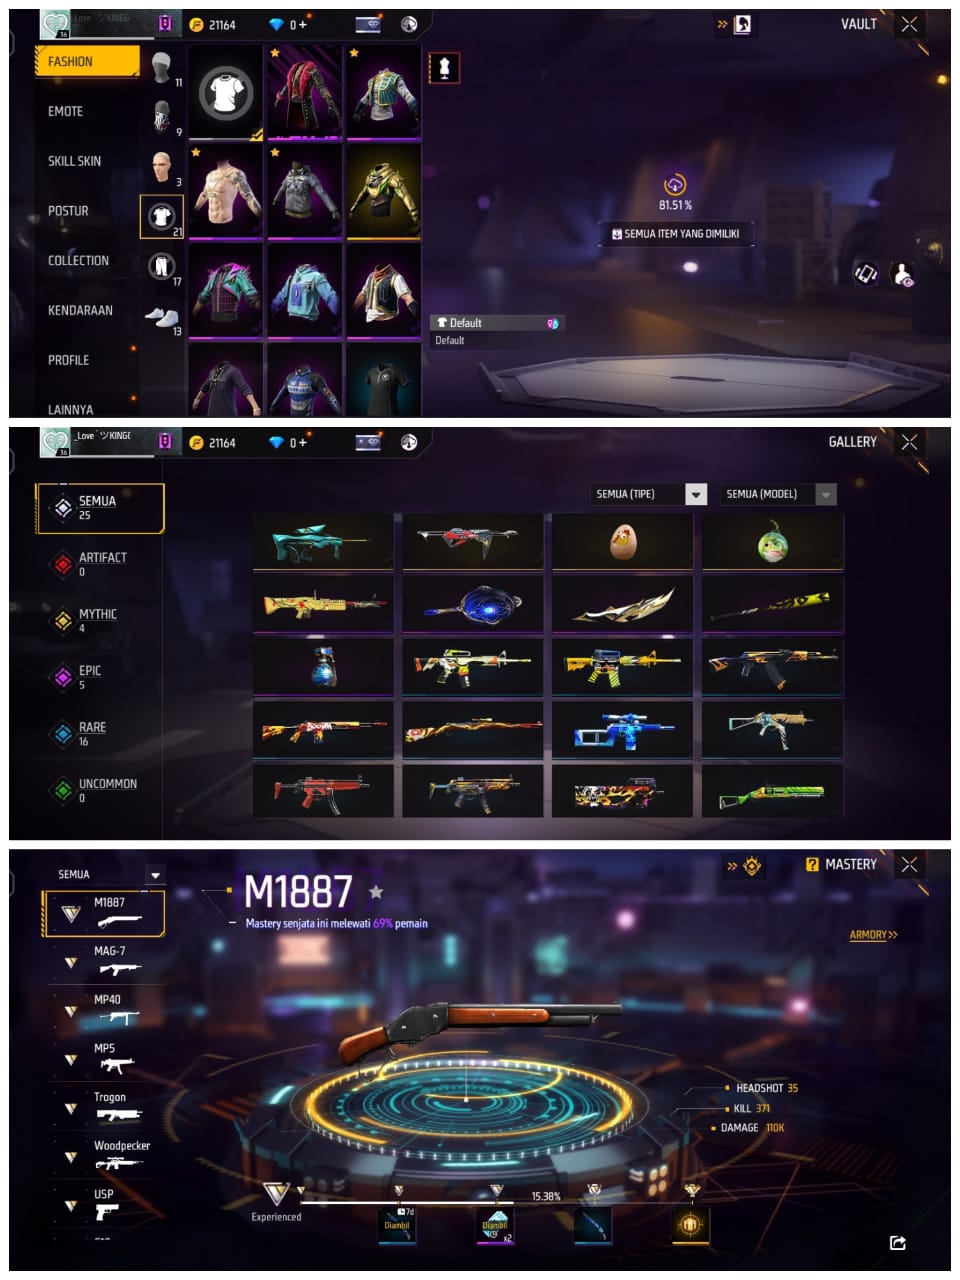 Love ツKINGG
36
21164
0 +
VAULT
FASHION
EMOTE
SKILL SKIN
POSTUR
COLLECTION
KENDARAAN
PROFILE
LAINNYA
11
9
3
21
17
13
81.51 %
SEMUA ITEM YANG DIMILIKI
Default
Default
_Love ツKINGG
36
21164
0 +
GALLERY
SEMUA
25
ARTIFACT
0
MYTHIC
4
EPIC
5
RARE
16
UNCOMMON
0
SEMUA (TIPE)
SEMUA (MODEL)
SEMUA
M1887
MAG-7
MP40
MP5
Trogon
Woodpecker
USP
M1887
Mastery senjata ini melewati 69% pemain
? MASTERY
ARMORY
HEADSHOT 35
KILL 371
DAMAGE 110K
Experienced
15.38%
7d
Diambil
Diambil
x2